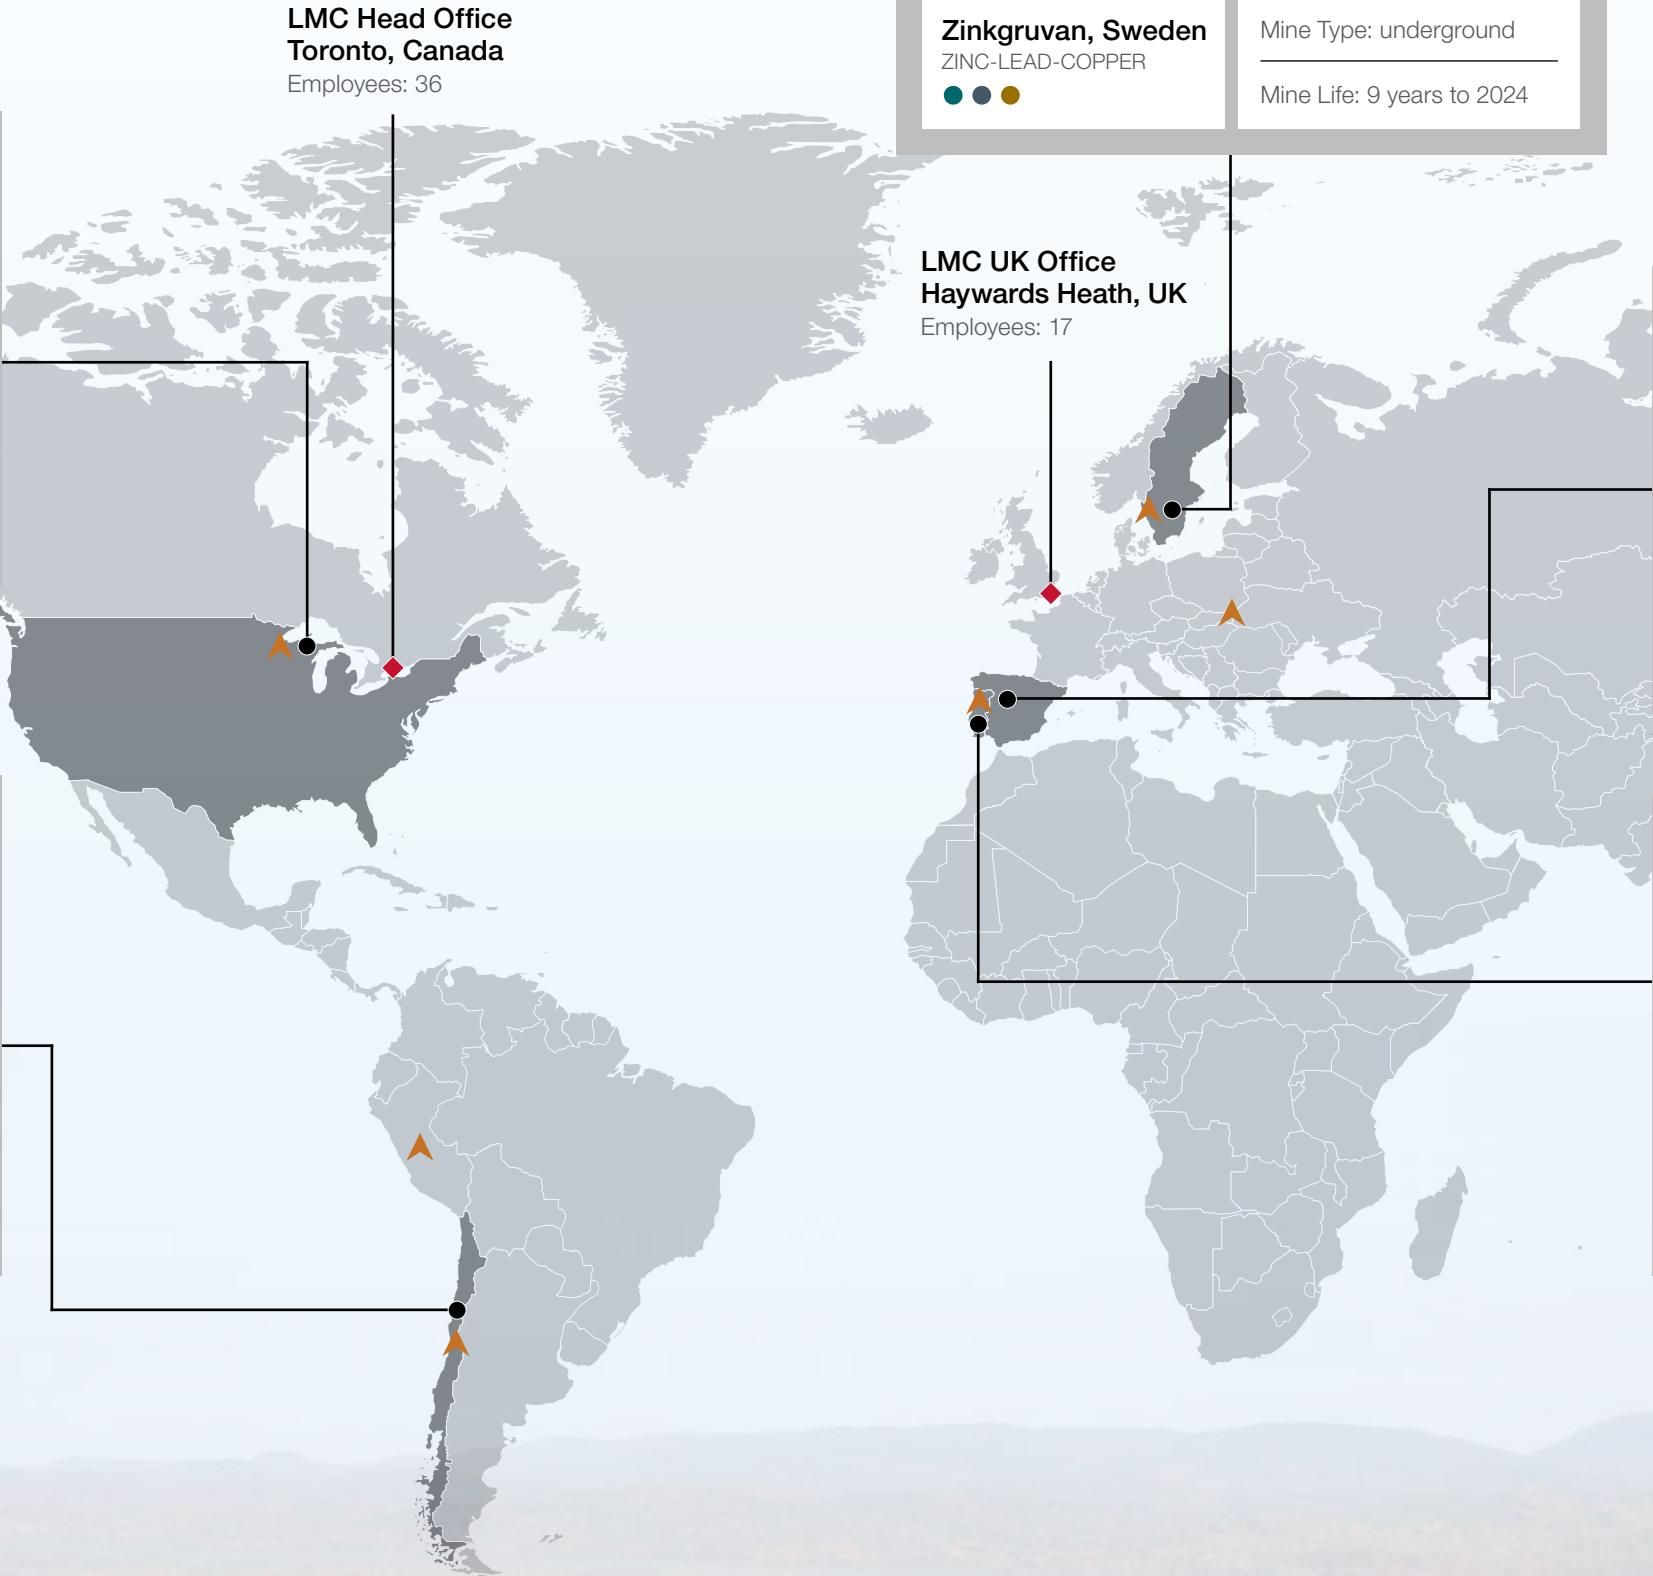 LMC Head Office
Toronto, Canada
Employees: 36
Zinkgruvan, Sweden
ZINC-LEAD-COPPER
Mine Type: underground
Mine Life: 9 years to 2024
LMC UK Office
Haywards Heath, UK
Employees: 17